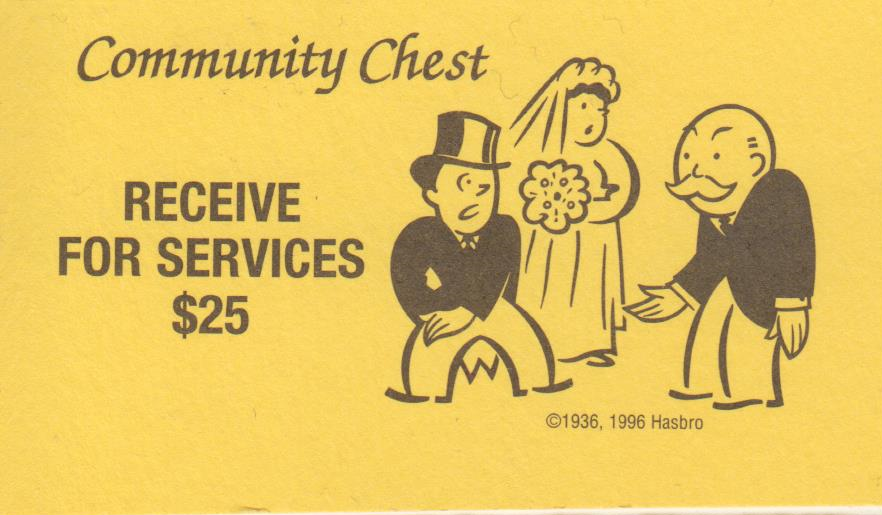 Community Chest
RECEIVE
FOR SERVICES
$25
©1936, 1996 Hasbro